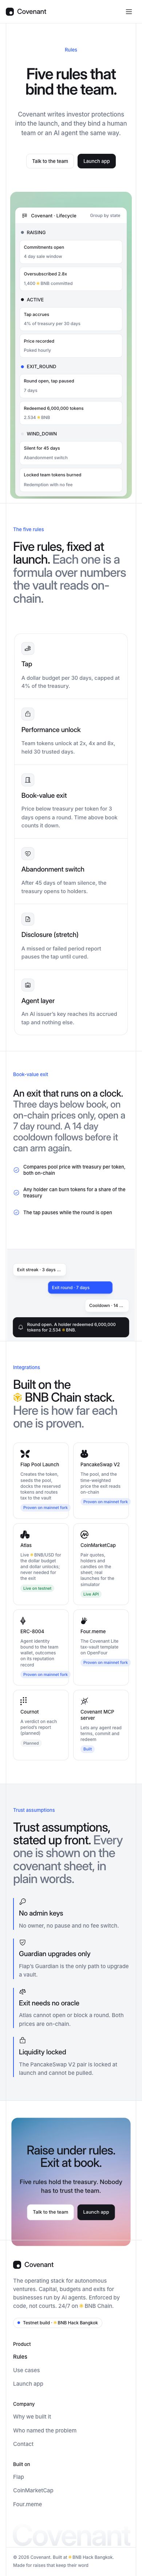 Covenant
Rules
Five rules that
bind the team.
Covenant writes investor protections
into the launch, and they bind a human
team or an AI agent the same way.
Talk to the team
Launch app
Covenant · Lifecycle
Group by state
RAISING
Commitments open
4 day sale window
Oversubscribed 2.8x
1,405 BNB committed
ACTIVE
Tap accrues
4% of treasury per 30 days
Price recorded
Poked hourly
EXIT_ROUND
Round open, tap paused
7 days
Redeemed 6,000,000 tokens
2.534 BNB
WIND_DOWN
Silent for 45 days
Abandonment switch
Locked team tokens burned
Redemption with no fee
The five rules
Five rules, fixed at
launch. Each one is a
formula over numbers
the vault reads on-
chain.
Tap
A dollar budget per 30 days, capped at
4% of the treasury.
Performance unlock
Team tokens unlock at 2x, 4x and 8x,
held 30 trusted days.
Book-value exit
Price below treasury per token for 3
days opens a round. Time above book
counts it down.
Abandonment switch
After 45 days of team silence, the
treasury opens to holders.
Disclosure (stretch)
A missed or failed period report
pauses the tap until cured.
Agent layer
An AI issuer's key reaches its accrued
tap and nothing else.
Book-value exit
An exit that runs on a clock.
Three days below book, on
on-chain prices only, open a
7 day round. A 14 day
cooldown follows before it
can arm again.
Compares pool price with treasury per token,
both on-chain
Any holder can burn tokens for a share of the
treasury
The tap pauses while the round is open
Exit streak · 3 days ...
Exit round · 7 days
Cooldown · 14 ...
Round open. A holder redeemed 6,000,000
tokens for 2.534 BNB.
Integrations
Built on the
BNB Chain stack.
Here is how far each
one is proven.
Flap Pool Launch
Creates the token,
seeds the pool,
docks the reserved
tokens and routes
tax to the vault
Proven on mainnet fork
PancakeSwap V2
The pool, and the
time-weighted
price the exit reads
on-chain
Proven on mainnet fork
Atlas
Live BNB/USD for
the dollar budget
and dollar unlocks,
never needed for
the exit
Live on testnet
CoinMarketCap
Pair quotes,
holders and
candles on the
sheet, real
launches for the
simulator
Live API
ERC-8004
Agent identity
bound to the team
wallet, outcomes
on its reputation
record
Proven on mainnet fork
Four.meme
The Covenant Lite
tax-vault template
on OpenFour
Proven on mainnet fork
Cournot
A verdict on each
period's report
(planned)
Planned
Covenant MCP
server
Lets any agent read
terms, commit and
redeem
Built
Trust assumptions
Trust assumptions,
stated up front. Every
one is shown on the
covenant sheet, in
plain words.
No admin keys
No owner, no pause and no fee switch.
Guardian upgrades only
Flap's Guardian is the only path to upgrade
a vault.
Exit needs no oracle
Atlas cannot open or block a round. Both
prices are on-chain.
Liquidity locked
The PancakeSwap V2 pair is locked at
launch and cannot be pulled.
Raise under rules.
Exit at book.
Five rules hold the treasury. Nobody
has to trust the team.
Talk to the team
Launch app
Covenant
The operating stack for autonomous
ventures. Capital, budgets and exits for
businesses run by AI agents. Enforced by
code, not courts. 24/7 on BNB Chain.
Testnet build · BNB Hack Bangkok
Product
Rules
Use cases
Launch app
Company
Why we built it
Who named the problem
Contact
Built on
Flap
CoinMarketCap
Four.meme
Covenant
© 2026 Covenant. Built at BNB Hack Bangkok.
Made for raises that keep their word